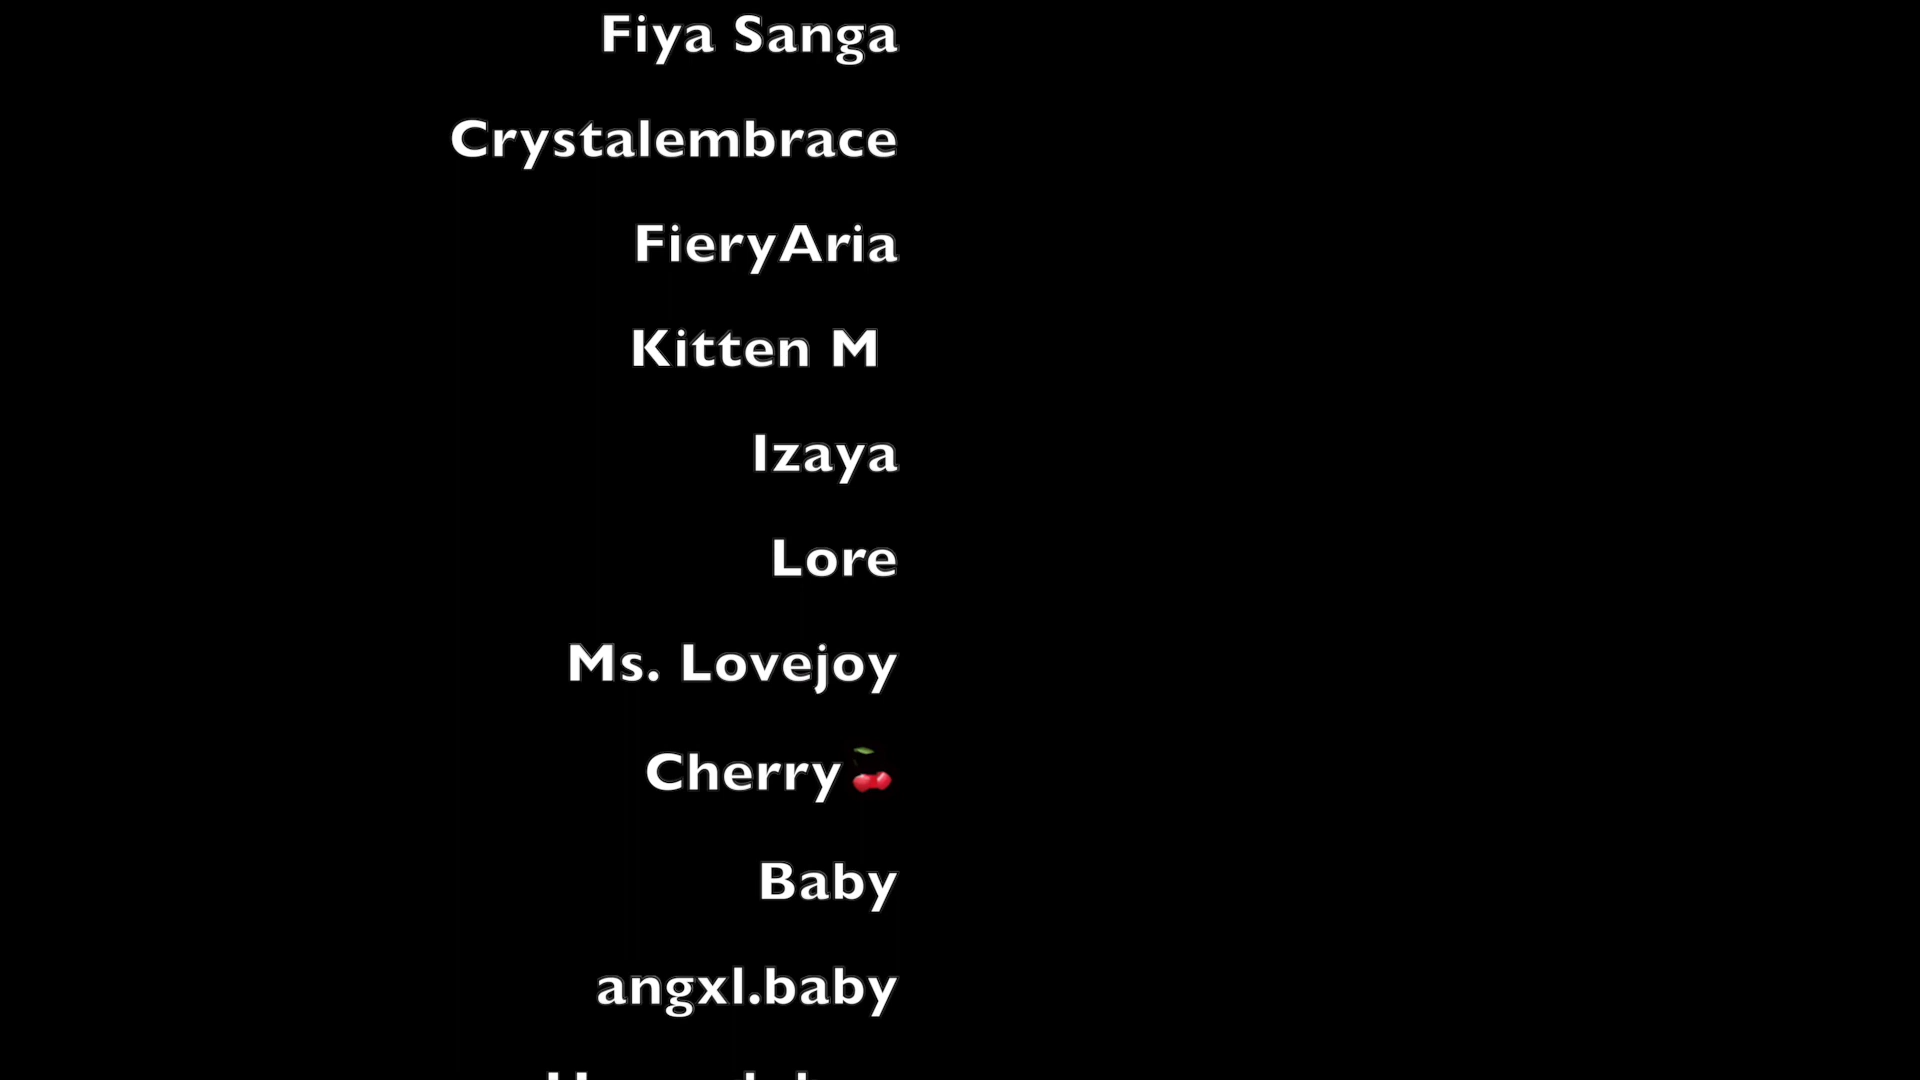 Fiya Sanga
Crystalembrace
FieryAria
Kitten M
Izaya
Lore
Ms. Lovejoy
Cherry🍒
Baby
angxl.baby